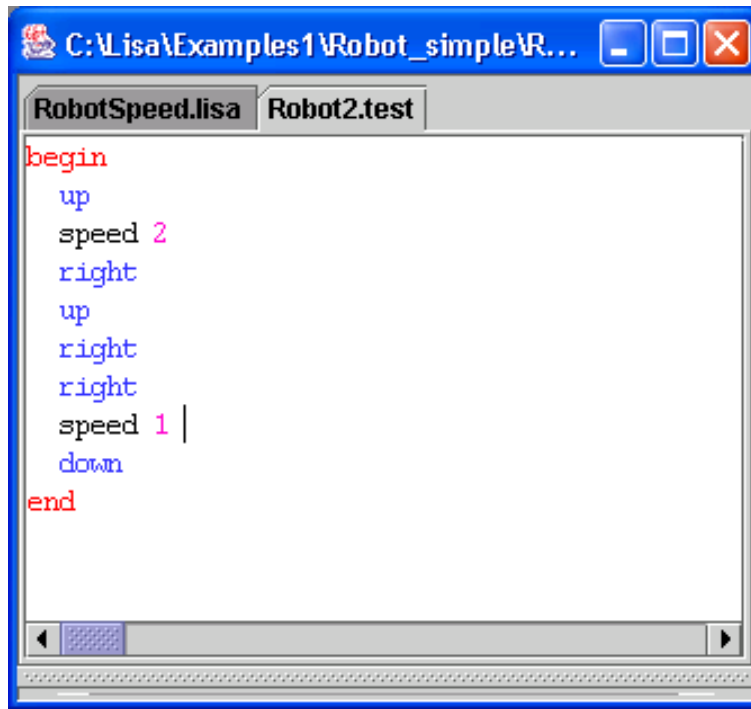 C:\Lisa\Examples1\Robot_simple\R...
RobotSpeed.lisa Robot2.test
begin
up
speed 2
right
up
right
right
speed 1
down
end